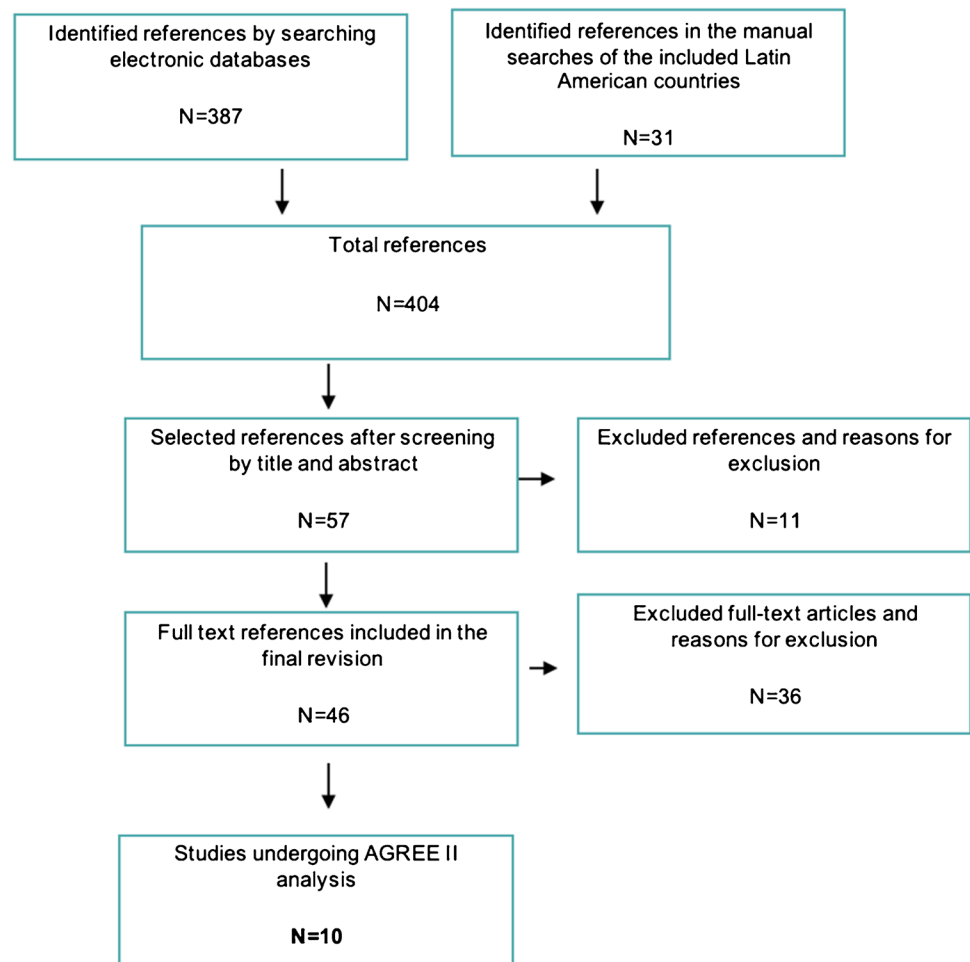 Identified references by searching
electronic databases
N=387
Identified references in the manual
searches of the included Latin
American countries
N=31
Total references
N=404
Selected references after screening
by title and abstract
N=57
Excluded references and reasons for
exclusion
N=11
Full text references included in the
final revision
N=46
Excluded full-text articles and
reasons for exclusion
N=36
Studies undergoing AGREE II
analysis
N=10